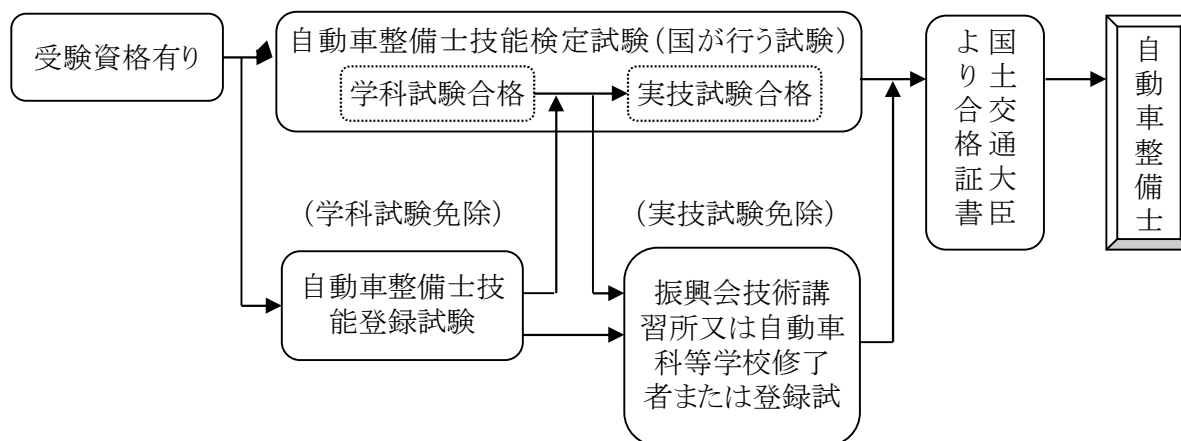 受験資格有り
自動車整備士技能検定試験（国が行う試験）
学科試験合格
実技試験合格
国土交通大臣
より合格証書
自動車整備士
（学科試験免除）
（実技試験免除）
自動車整備士技
能登録試験
振興会技術講
習所又は自動車
科等学校修了
者または登録試